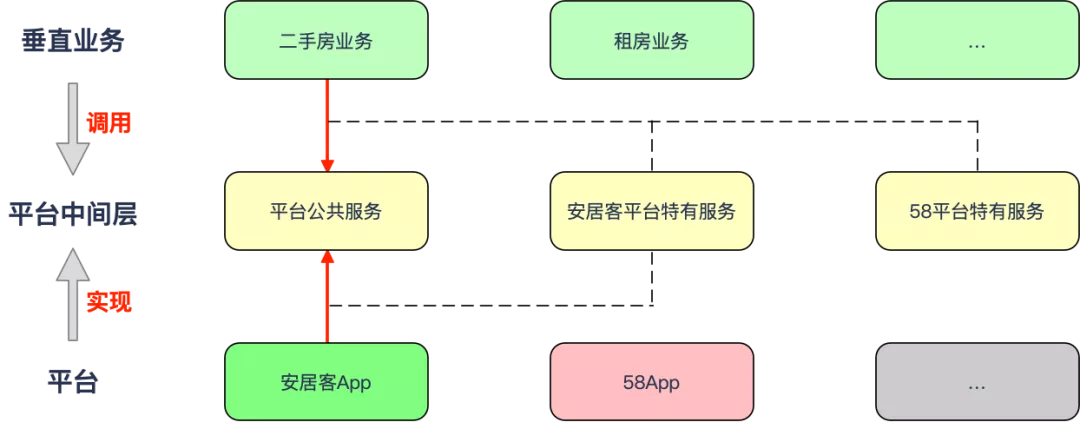 垂直业务
二手房业务
租房业务
...
调用
平台中间层
平台公共服务
安居客平台特有服务
58平台特有服务
实现
平台
安居客App
58App
...